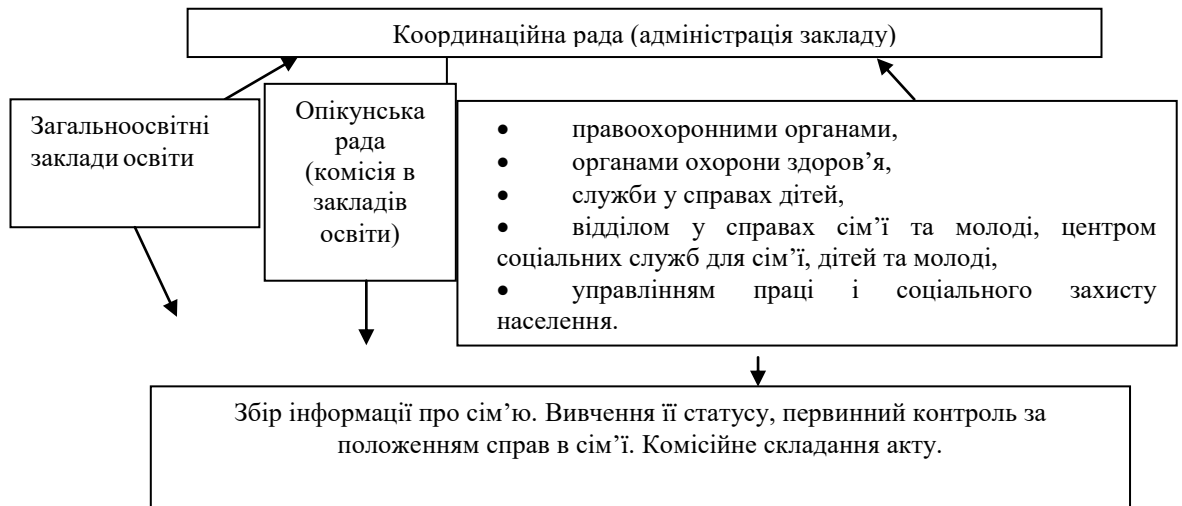 Координаційна рада (адміністрація закладу)
Загальноосвітні
заклади освіти
Опікунська
рада
(комісія в
закладів
освіти)
• правоохоронними органами,
• органами охорони здоров’я,
• служби у справах дітей,
• відділом у справах сім’ї та молоді, центром
соціальних служб для сім’ї, дітей та молоді,
• управлінням праці і соціального захисту
населення.
Збір інформації про сім’ю. Вивчення її статусу, первинний контроль за
положенням справ в сім’ї. Комісійне складання акту.